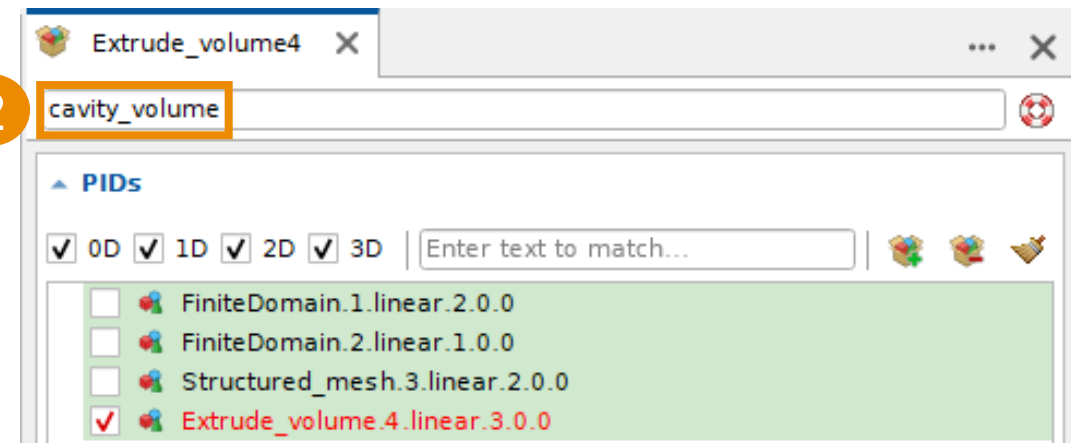 Extrude_volume4
2
cavity_volume
PIDs
0D 1D 2D 3D Enter text to match...
FiniteDomain.1.linear.2.0.0
FiniteDomain.2.linear.1.0.0
Structured_mesh.3.linear.2.0.0
Extrude_volume.4.linear.3.0.0